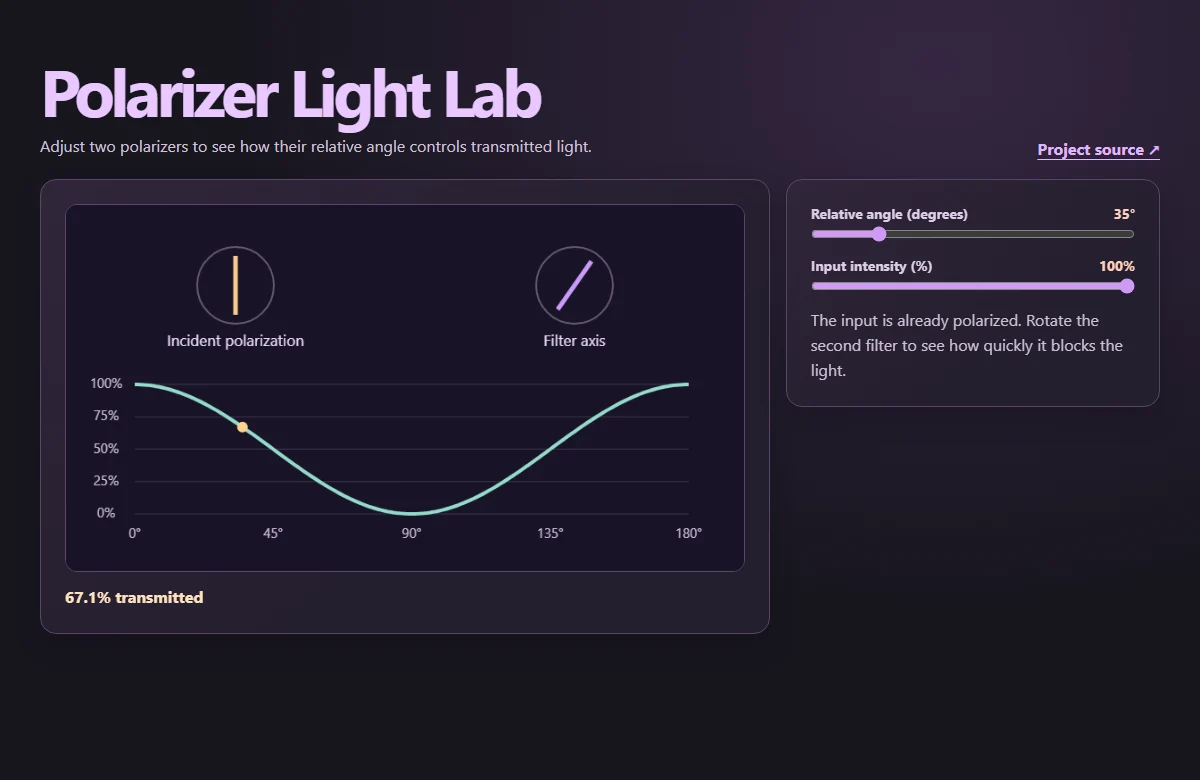 Polarizer Light Lab
Adjust two polarizers to see how their relative angle controls transmitted light.
Project source ↗
Incident polarization
Filter axis
100%
75%
50%
25%
0%
0° 45° 90° 135° 180°
67.1% transmitted
Relative angle (degrees) 35°
Input intensity (%) 100%
The input is already polarized. Rotate the
second filter to see how quickly it blocks the
light.